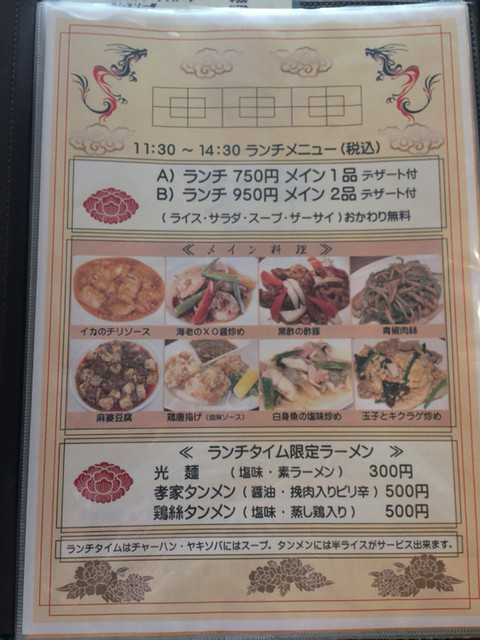 11:30 ～ 14:30 ランチメニュー(税込)
A) ランチ 750円 メイン 1品 デザート付
B) ランチ 950円 メイン 2品 デザート付
(ライス・サラダ・スープ・ザーサイ) おかわり無料
≪ メイン料理 ≫
イカのチリソース 海老のXO醤炒め 黒酢の酢豚 青椒肉絲
麻婆豆腐 鶏唐揚げ ソース) 白身魚の塩味炒め 玉子とキクラゲ炒め
≪ ランチタイム限定ラーメン ≫
光 麺 (塩味・素ラーメン) 300円
孝家タンメン (醤油・挽肉入りピリ辛) 500円
鶏絲タンメン (塩味・蒸し鶏入り) 500円
ランチタイムはチャーハン・ヤキソバにはスープ、タンメンには半ライスがサービス出来ます。